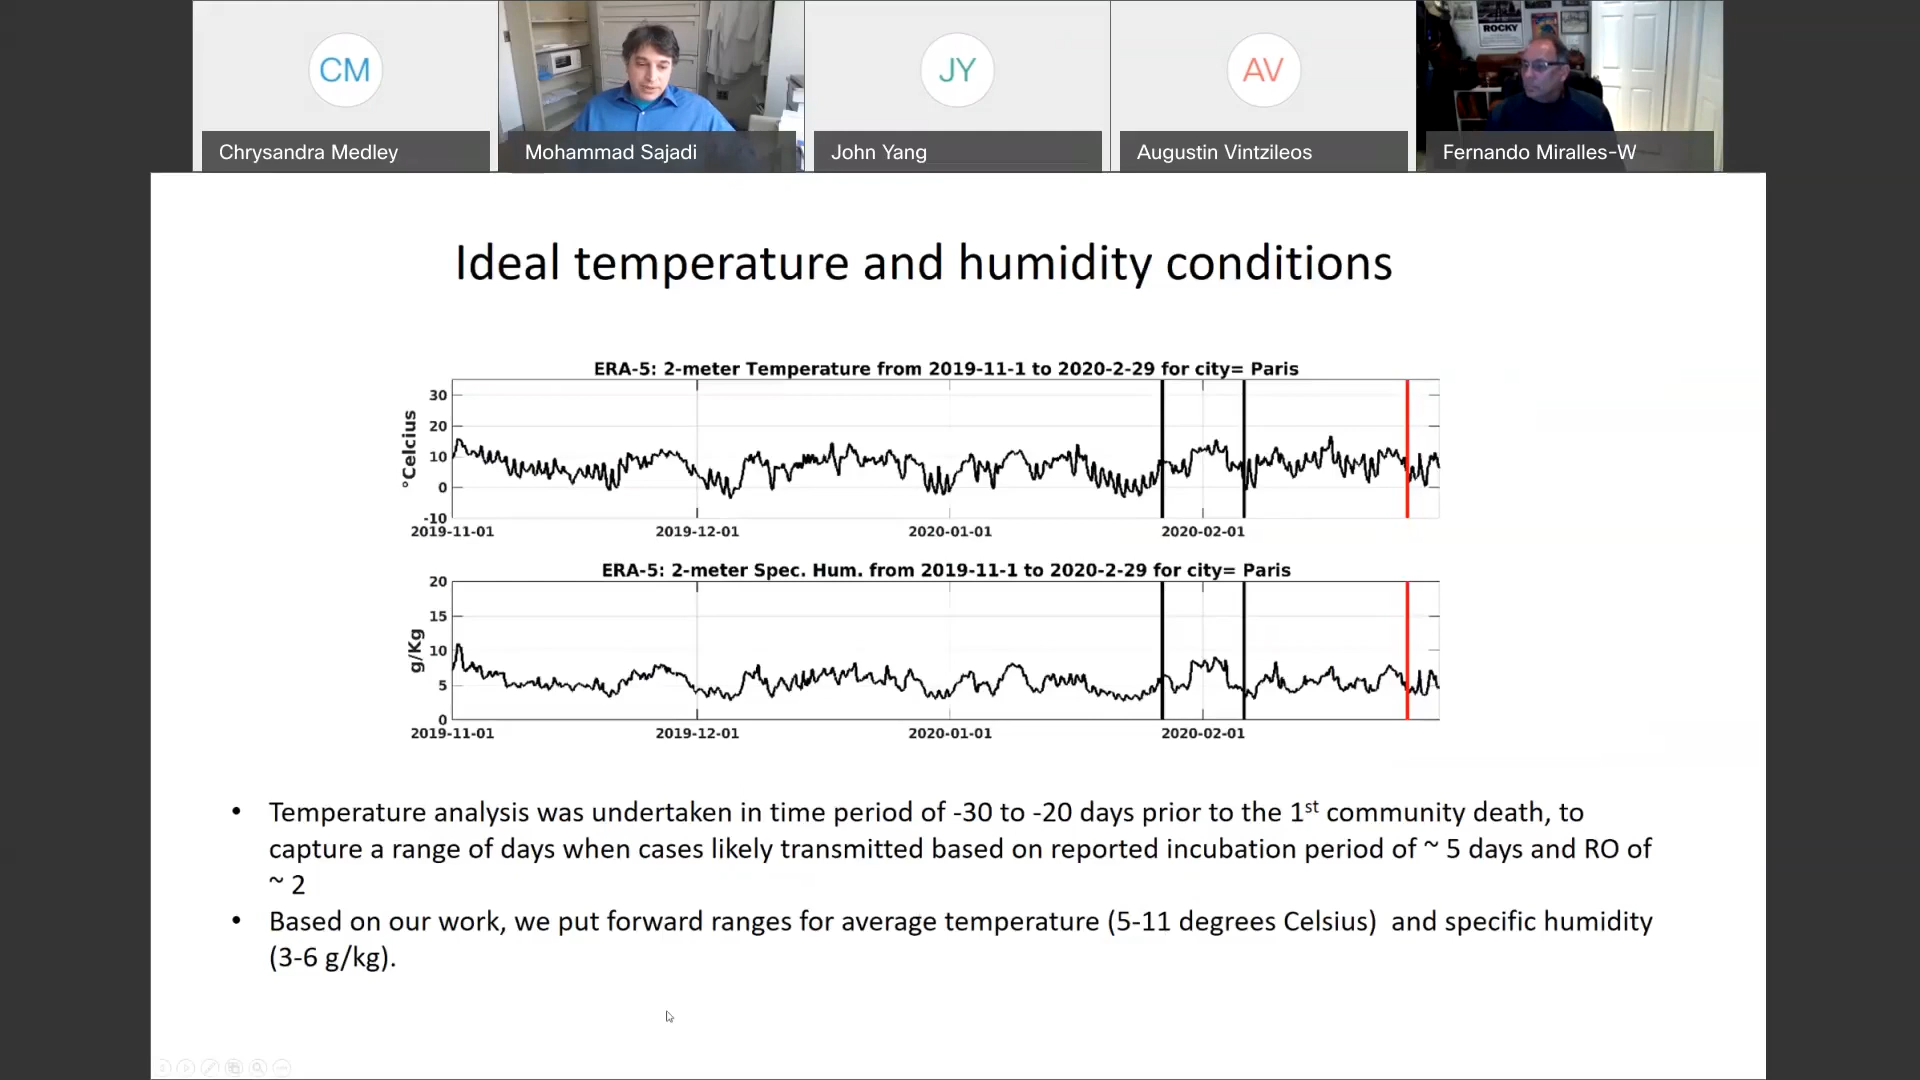 CM
JY
AV
ROCKY
Chrysandra Medley
Mohammad Sajadi
John Yang
Augustin Vintzileos
Fernando Miralles-W
Ideal temperature and humidity conditions
ERA-5: 2-meter Temperature from 2019-11-1 to 2020-2-29 for city= Paris
°Celcius
30
20
10
0
-10
2019-11-01
2019-12-01
2020-01-01
2020-02-01
ERA-5: 2-meter Spec. Hum. from 2019-11-1 to 2020-2-29 for city= Paris
g/Kg
20
15
10
5
0
2019-11-01
2019-12-01
2020-01-01
2020-02-01
• Temperature analysis was undertaken in time period of -30 to -20 days prior to the 1st community death, to
capture a range of days when cases likely transmitted based on reported incubation period of ~ 5 days and RO of
~ 2
• Based on our work, we put forward ranges for average temperature (5-11 degrees Celsius) and specific humidity
(3-6 g/kg).